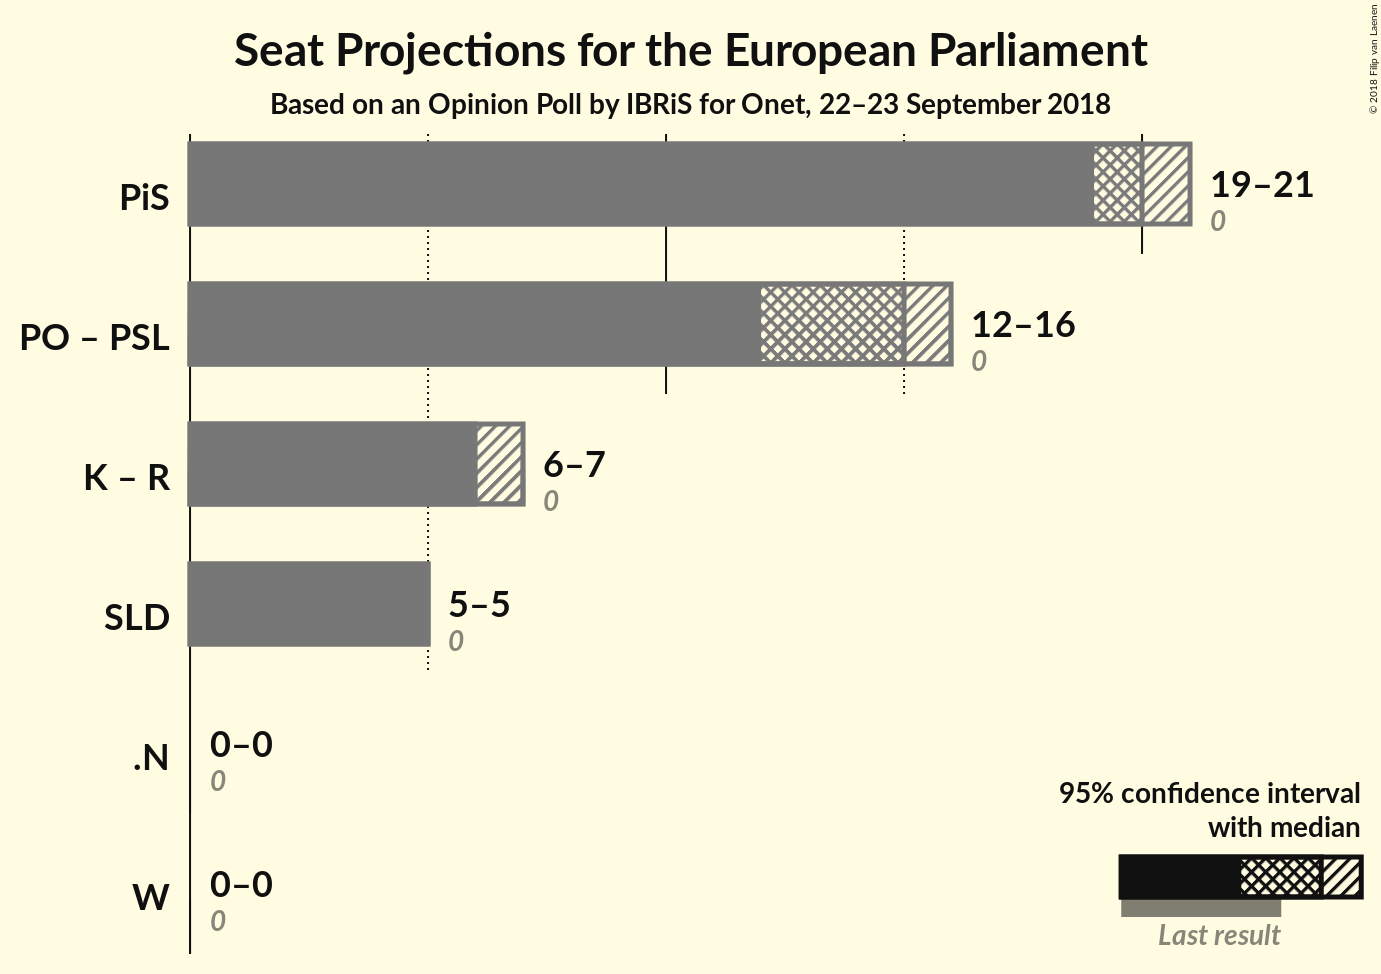 Seat Projections for the European Parliament
Based on an Opinion Poll by IBRiS for Onet, 22–23 September 2018
© 2018 Filip van Laenen
PiS
19–21
0
PO – PSL
12–16
0
K – R
6–7
0
SLD
5–5
0
.N
0–0
0
W
0–0
0
95% confidence interval
with median
Last result